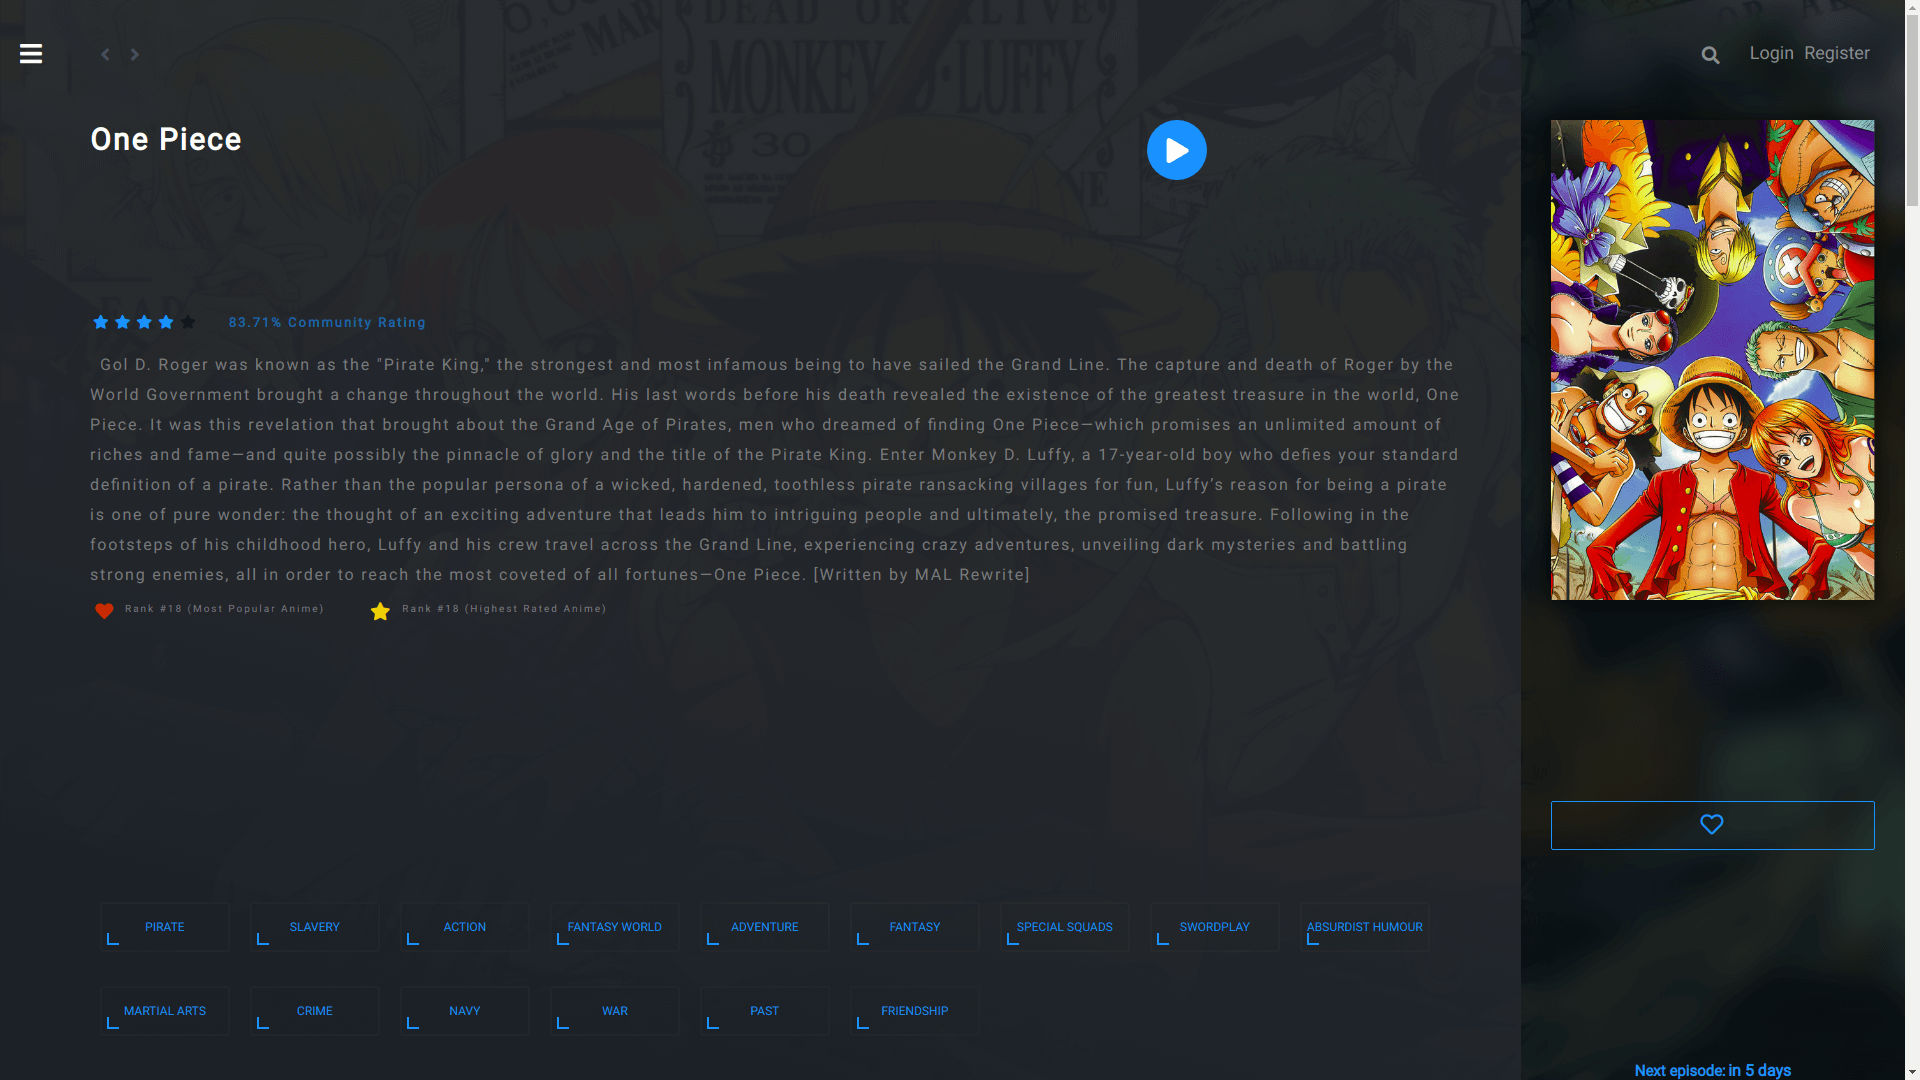 DEAD OR ALIVE
MONKEY D. LUFFY
Login Register
One Piece
83.71% Community Rating
Gol D. Roger was known as the "Pirate King," the strongest and most infamous being to have sailed the Grand Line. The capture and death of Roger by the
World Government brought a change throughout the world. His last words before his death revealed the existence of the greatest treasure in the world, One
Piece. It was this revelation that brought about the Grand Age of Pirates, men who dreamed of finding One Piece—which promises an unlimited amount of
riches and fame—and quite possibly the pinnacle of glory and the title of the Pirate King. Enter Monkey D. Luffy, a 17-year-old boy who defies your standard
definition of a pirate. Rather than the popular persona of a wicked, hardened, toothless pirate ransacking villages for fun, Luffy’s reason for being a pirate
is one of pure wonder: the thought of an exciting adventure that leads him to intriguing people and ultimately, the promised treasure. Following in the
footsteps of his childhood hero, Luffy and his crew travel across the Grand Line, experiencing crazy adventures, unveiling dark mysteries and battling
strong enemies, all in order to reach the most coveted of all fortunes—One Piece. [Written by MAL Rewrite]
Rank #18 (Most Popular Anime) Rank #18 (Highest Rated Anime)
PIRATE SLAVERY ACTION FANTASY WORLD ADVENTURE FANTASY SPECIAL SQUADS SWORDPLAY ABSURDIST HUMOUR
MARTIAL ARTS CRIME NAVY WAR PAST FRIENDSHIP
Next episode: in 5 days